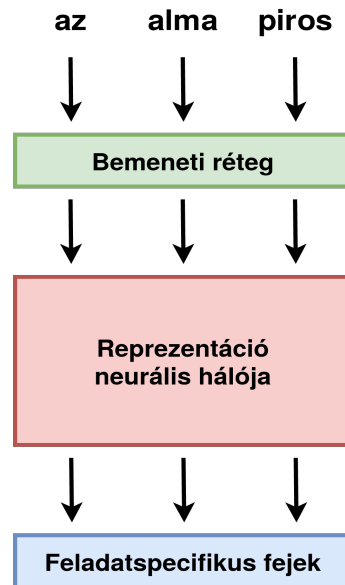 az alma piros
Bemeneti réteg
Reprezentáció
neurális hálója
Feladatspecifikus fejek